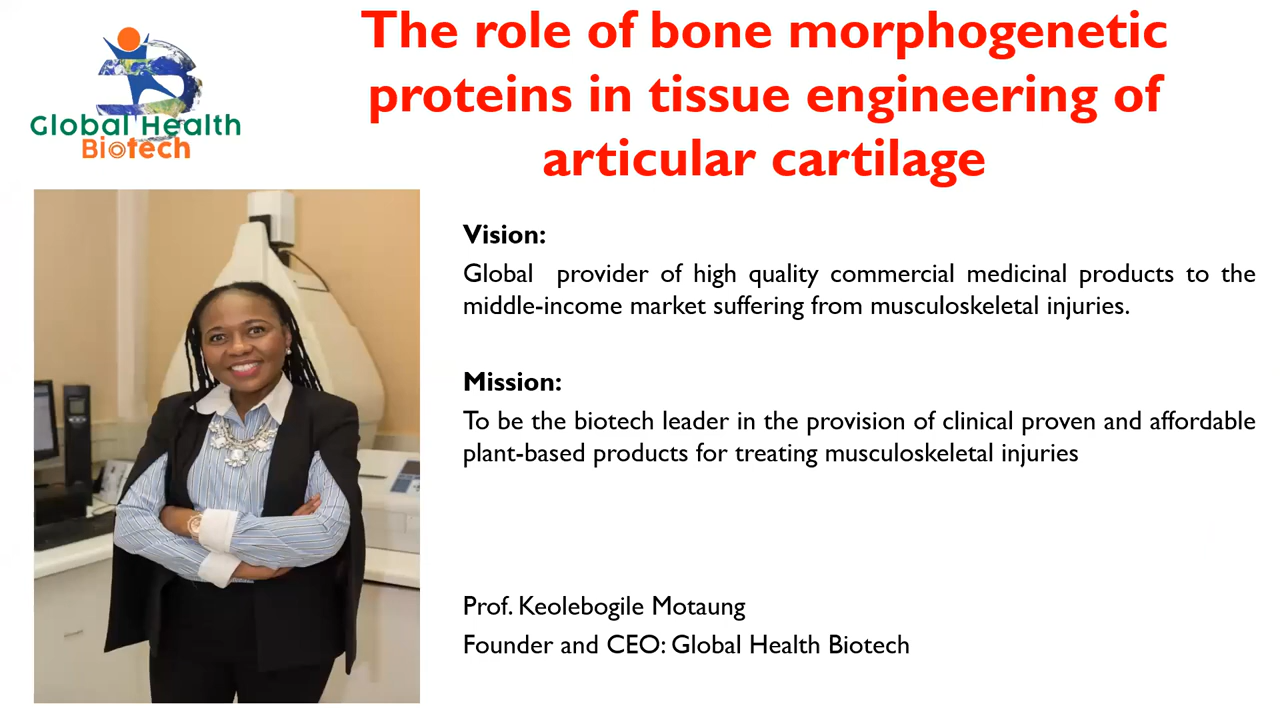 The role of bone morphogenetic
proteins in tissue engineering of
articular cartilage
Global Health
Biotech
Vision:
Global provider of high quality commercial medicinal products to the
middle-income market suffering from musculoskeletal injuries.
Mission:
To be the biotech leader in the provision of clinical proven and affordable
plant-based products for treating musculoskeletal injuries
Prof. Keolebogile Motaung
Founder and CEO: Global Health Biotech